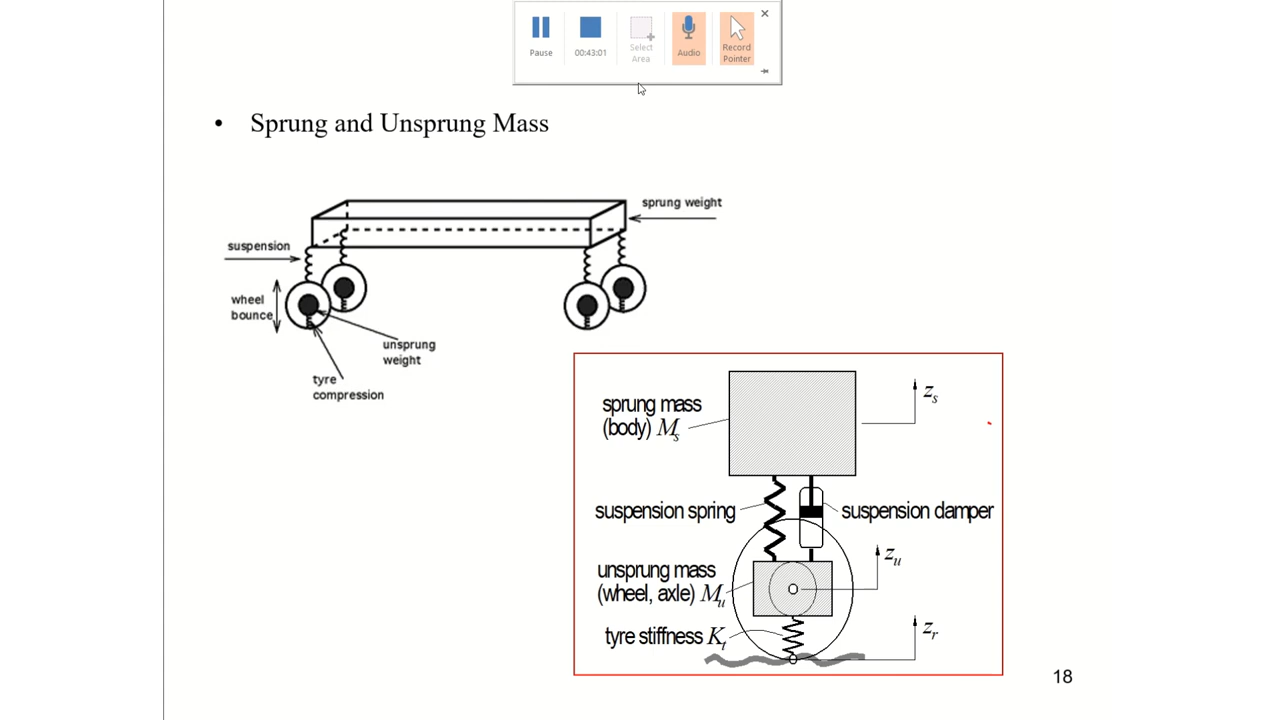 Pause
00:43:01
Select
Area
Audio
Record
Pointer
• Sprung and Unsprung Mass
sprung weight
suspension
wheel
bounce
unsprung
weight
tyre
compression
sprung mass
(body) Ms
zs
suspension spring
suspension damper
unsprung mass
(wheel, axle) Mu
zu
tyre stiffness Kt
zr
18